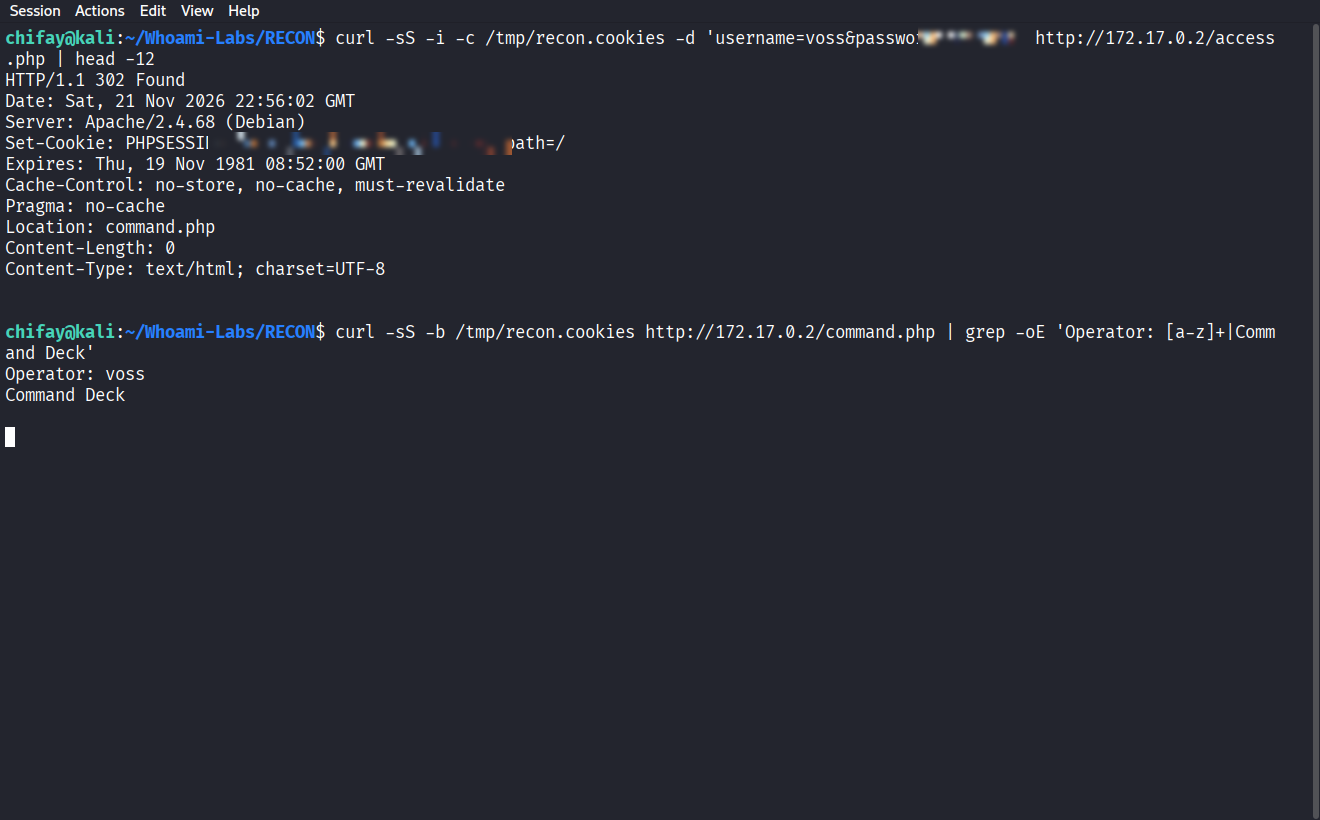 Session Actions Edit View Help
chifay@kali:~/Whoami-Labs/RECON$ curl -sS -i -c /tmp/recon.cookies -d 'username=voss&passwo http://172.17.0.2/access
.php | head -12
HTTP/1.1 302 Found
Date: Sat, 21 Nov 2026 22:56:02 GMT
Server: Apache/2.4.68 (Debian)
Set-Cookie: PHPSESSI path=/
Expires: Thu, 19 Nov 1981 08:52:00 GMT
Cache-Control: no-store, no-cache, must-revalidate
Pragma: no-cache
Location: command.php
Content-Length: 0
Content-Type: text/html; charset=UTF-8
chifay@kali:~/Whoami-Labs/RECON$ curl -sS -b /tmp/recon.cookies http://172.17.0.2/command.php | grep -oE 'Operator: [a-z]+|Comm
and Deck'
Operator: voss
Command Deck